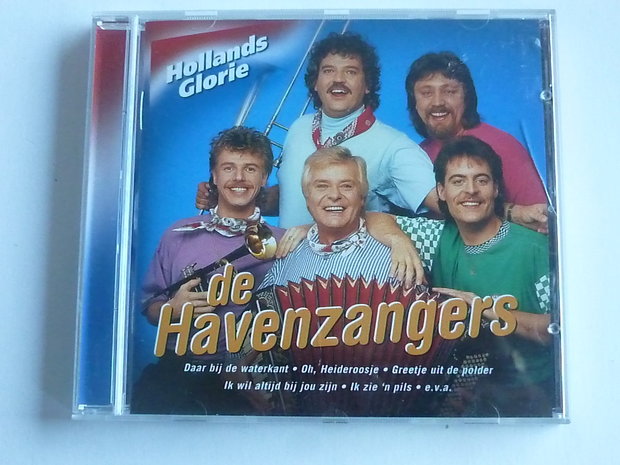 Hollands
Glorie
de
Havenzangers
Daar bij de waterkant • Oh, Heideroosje • Greetje uit de polder
Ik wil altijd bij jou zijn • Ik zie 'n pils • e.v.a.